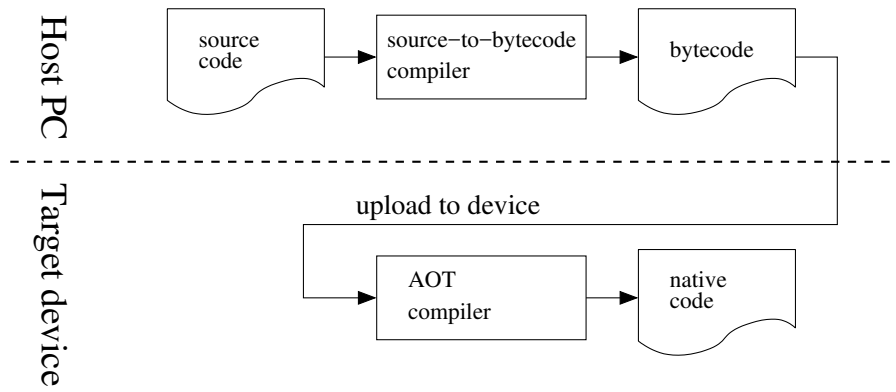 Host PC
source
code
source−to−bytecode
compiler
bytecode
Target device
upload to device
AOT
compiler
native
code